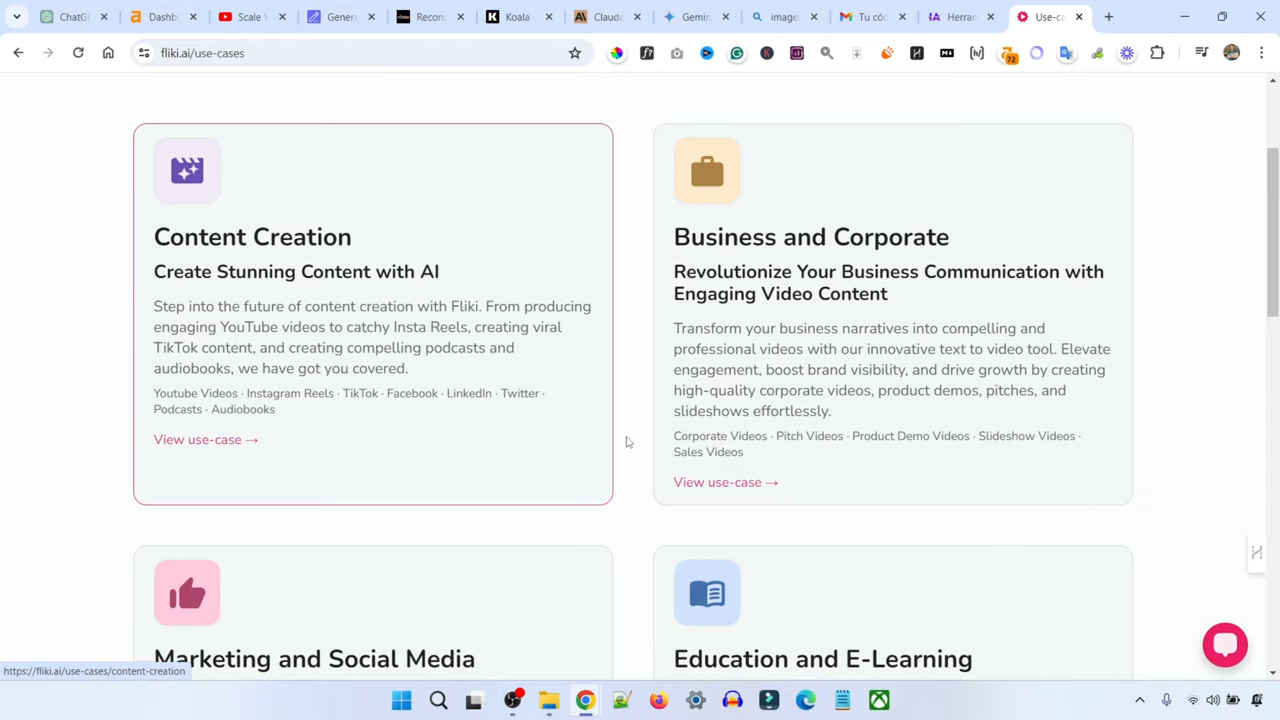 ChatGl
Dashb
Scale Y
Genera
Recon
Koala
Claude
Gemin
image
Tu có
Herran
Use-ca
fliki.ai/use-cases
72
Content Creation
Create Stunning Content with AI
Step into the future of content creation with Fliki. From producing
engaging YouTube videos to catchy Insta Reels, creating viral
TikTok content, and creating compelling podcasts and
audiobooks, we have got you covered.
Youtube Videos · Instagram Reels · TikTok · Facebook · LinkedIn · Twitter ·
Podcasts · Audiobooks
View use-case →
Business and Corporate
Revolutionize Your Business Communication with
Engaging Video Content
Transform your business narratives into compelling and
professional videos with our innovative text to video tool. Elevate
engagement, boost brand visibility, and drive growth by creating
high-quality corporate videos, product demos, pitches, and
slideshows effortlessly.
Corporate Videos · Pitch Videos · Product Demo Videos · Slideshow Videos ·
Sales Videos
View use-case →
Marketing and Social Media
Education and E-Learning
https://fliki.ai/use-cases/content-creation